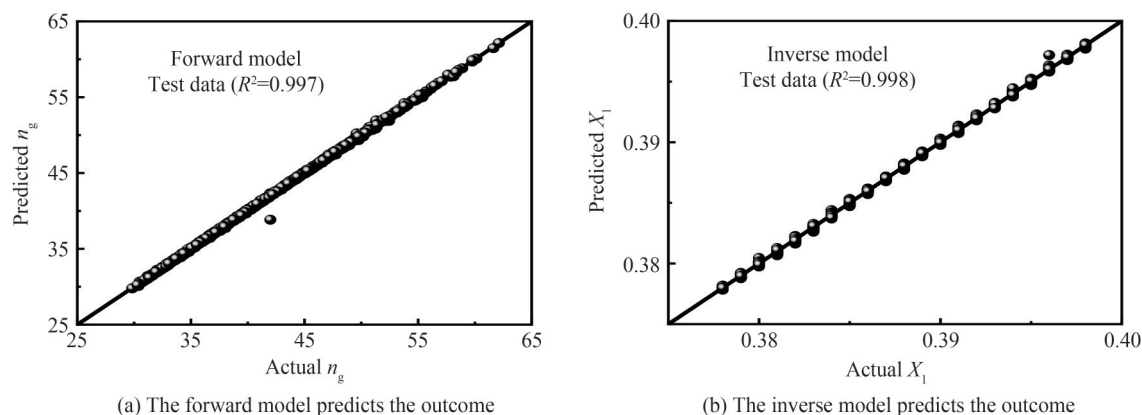 65
55
45
35
25
Predicted n_g
Forward model
Test data (R²=0.997)
25 35 45 55 65
Actual n_g
(a) The forward model predicts the outcome
0.40
0.39
0.38
Predicted X_1
Inverse model
Test data (R²=0.998)
0.38 0.39 0.40
Actual X_1
(b) The inverse model predicts the outcome